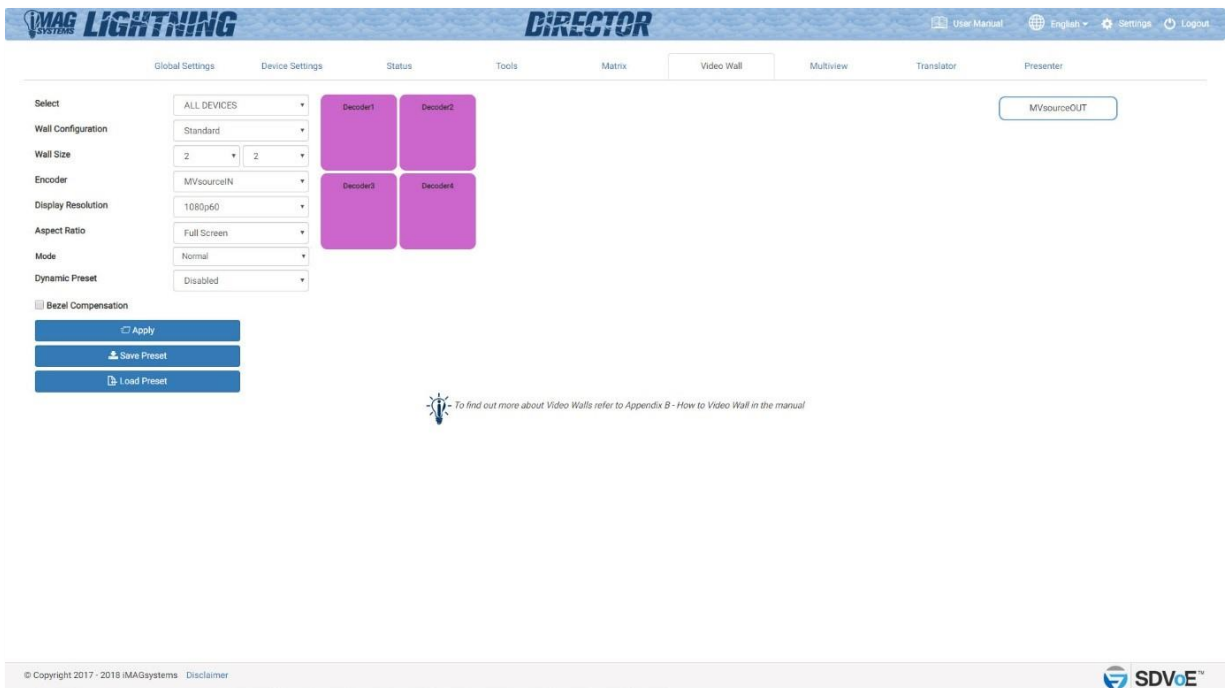 iMAG SYSTEMS LIGHTNING
DiRECTOR
User Manual English Settings Logout
Global Settings Device Settings Status Tools Matrix Video Wall Multiview Translator Presenter
Select ALL DEVICES
Wall Configuration Standard
Wall Size 2 2
Encoder MVsourceIN
Display Resolution 1080p60
Aspect Ratio Full Screen
Mode Normal
Dynamic Preset Disabled
Bezel Compensation
Apply
Save Preset
Load Preset
Decoder1 Decoder2
Decoder3 Decoder4
MVsourceOUT
To find out more about Video Walls refer to Appendix B - How to Video Wall in the manual
© Copyright 2017 - 2018 iMAGsystems Disclaimer
SDVoE™